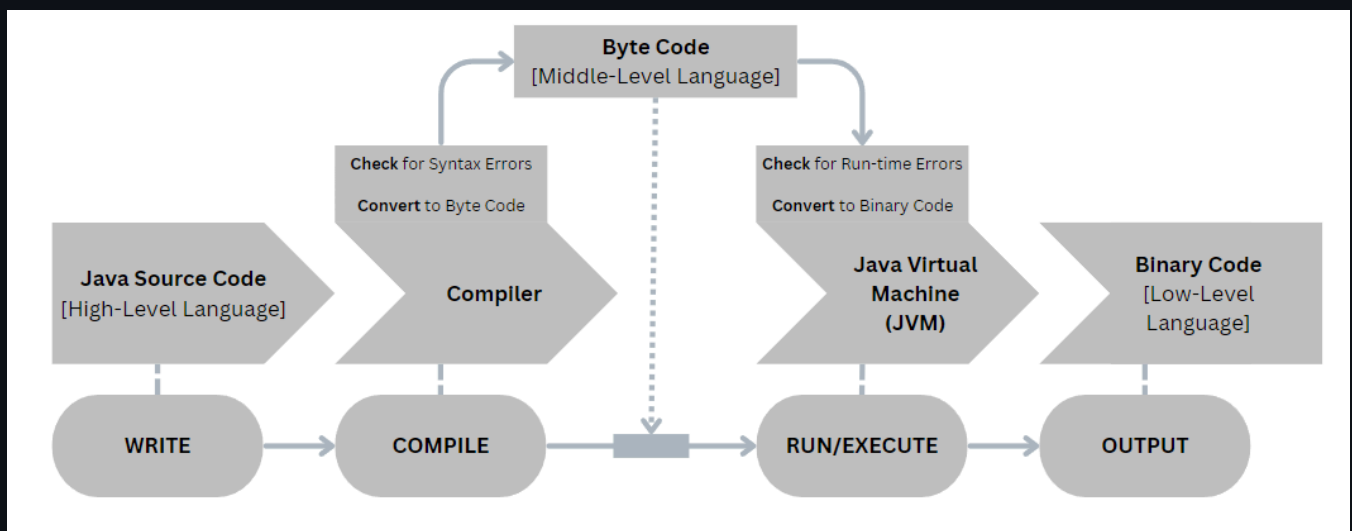 Byte Code
[Middle-Level Language]
Check for Syntax Errors
Convert to Byte Code
Check for Run-time Errors
Convert to Binary Code
Java Source Code
[High-Level Language]
Compiler
Java Virtual
Machine
(JVM)
Binary Code
[Low-Level
Language]
WRITE
COMPILE
RUN/EXECUTE
OUTPUT